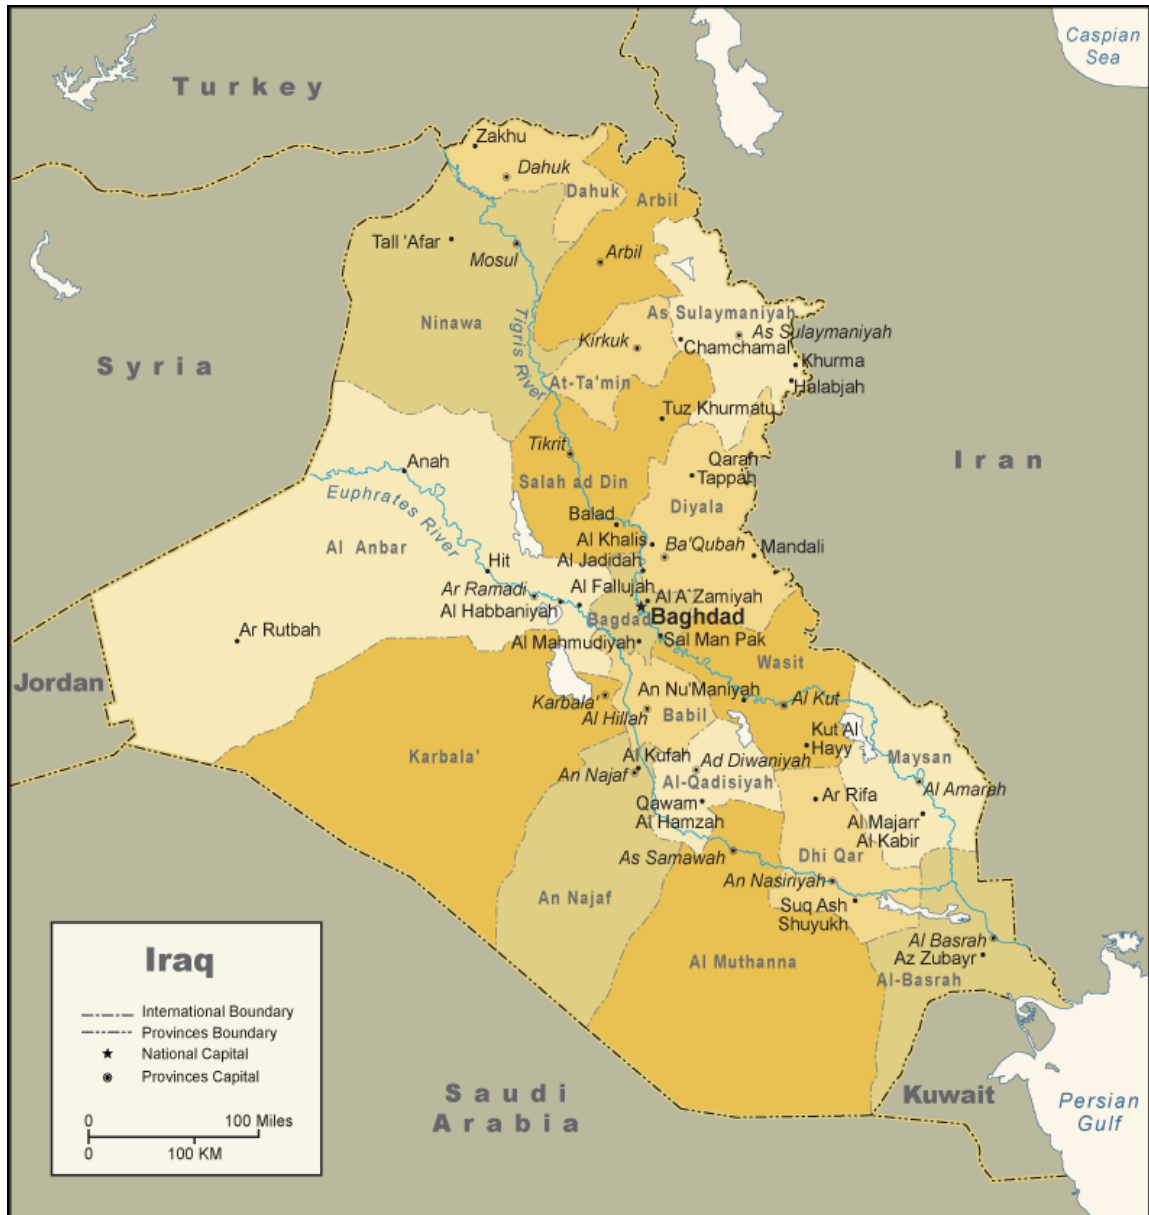 Caspian
Sea
Turkey
Zakhu
Dahuk
Dahuk
Arbil
Tall 'Afar
Mosul
Arbil
Tigris River
Ninawa
As Sulaymaniyah
As Sulaymaniyah
Kirkuk
Chamchamal
Khurma
Syria
At-Ta'min
Halabjah
Tuz Khurmatu
Tikrit
Anah
Qarah
Tappah
Iran
Euphrates River
Salah ad Din
Diyala
Balad
Al Anbar
Al Khalis
Ba'Qubah
Mandali
Hit
Al Jadidah
Ar Ramadi
Al Fallujah
Al A'Zamiyah
Al Habbaniyah
Bagdad
Baghdad
Ar Rutbah
Al Mahmudiyah
Sal Man Pak
Wasit
Jordan
Karbala'
An Nu'Maniyah
Al Kut
Al Hillah
Babil
Kut Al
Hayy
Karbala'
Al Kufah
Ad Diwaniyah
Maysan
An Najaf
Al-Qadisiyah
Al Amarah
Qawam
Al Hamzah
Ar Rifa
Al Majarr
Al Kabir
As Samawah
Dhi Qar
An Nasiriyah
An Najaf
Suq Ash
Shuyukh
Al Basrah
Az Zubayr
Al Muthanna
Al-Basrah
Iraq
International Boundary
Provinces Boundary
National Capital
Provinces Capital
0 100 Miles
0 100 KM
Saudi
Arabia
Kuwait
Persian
Gulf